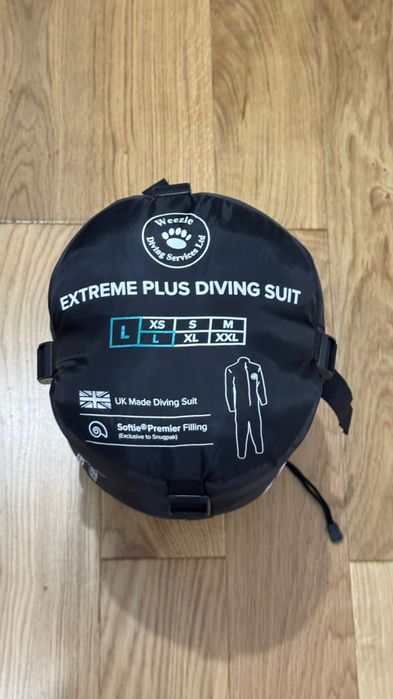 Weezle
Diving Services Ltd
EXTREME PLUS DIVING SUIT
L XS S M
L XL XXL
UK Made Diving Suit
Softie® Premier Filling
(Exclusive to Snugpak)